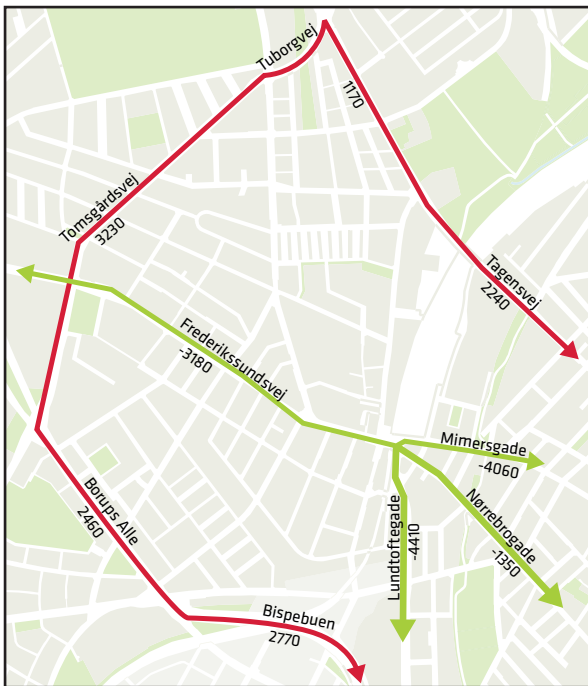 Tuborgvej
1170
Tomsgårdsvej
3230
Tagensvej
2240
Frederikssundsvej
-3180
Mimersgade
-4060
Nørrebrogade
-1350
Lundtoftegade
-4410
Borups Alle
2460
Bispebuen
2770